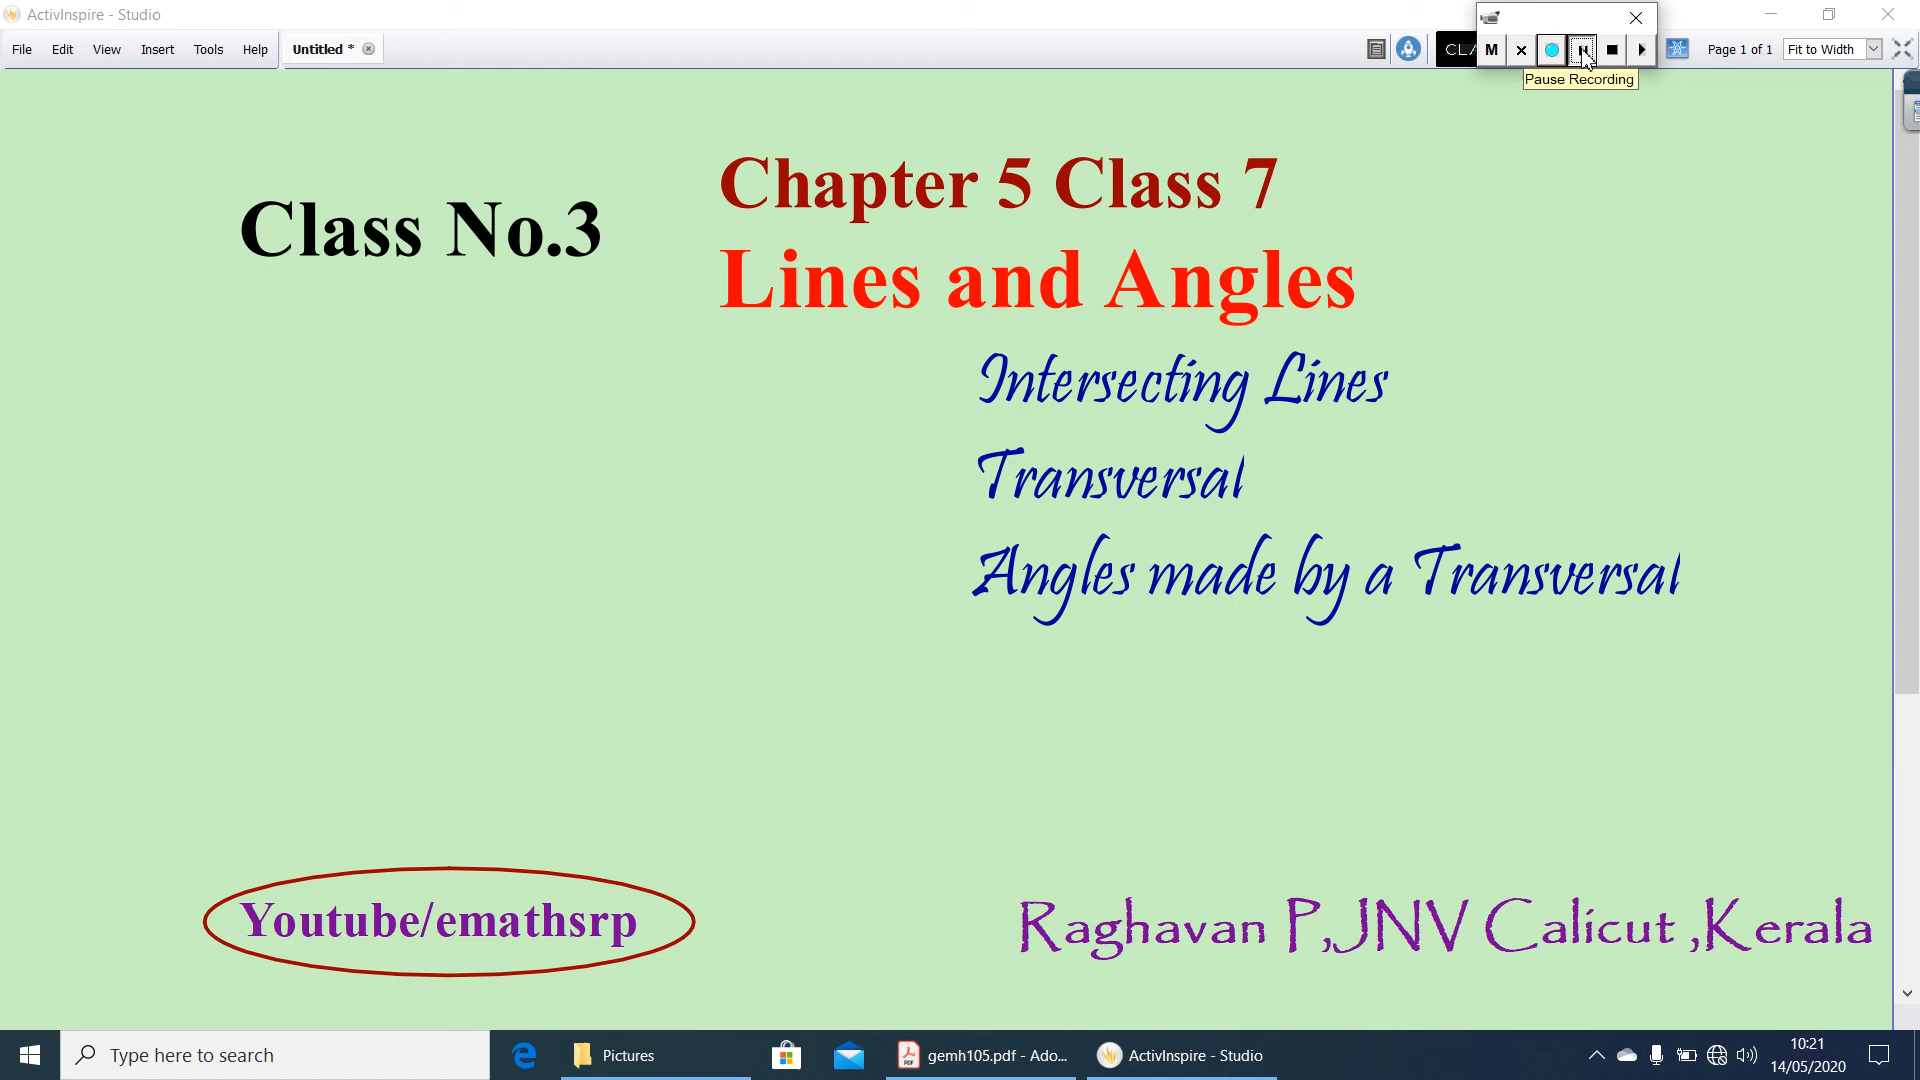 ActivInspire - Studio
File Edit View Insert Tools Help Untitled * CLA M Page 1 of 1 Fit to Width
Pause Recording
Class No.3
Chapter 5 Class 7
Lines and Angles
Intersecting Lines
Transversal
Angles made by a Transversal
Youtube/emathsrp
Raghavan P,JNV Calicut ,Kerala
Type here to search Pictures gemh105.pdf - Ado... ActivInspire - Studio 10:21
14/05/2020